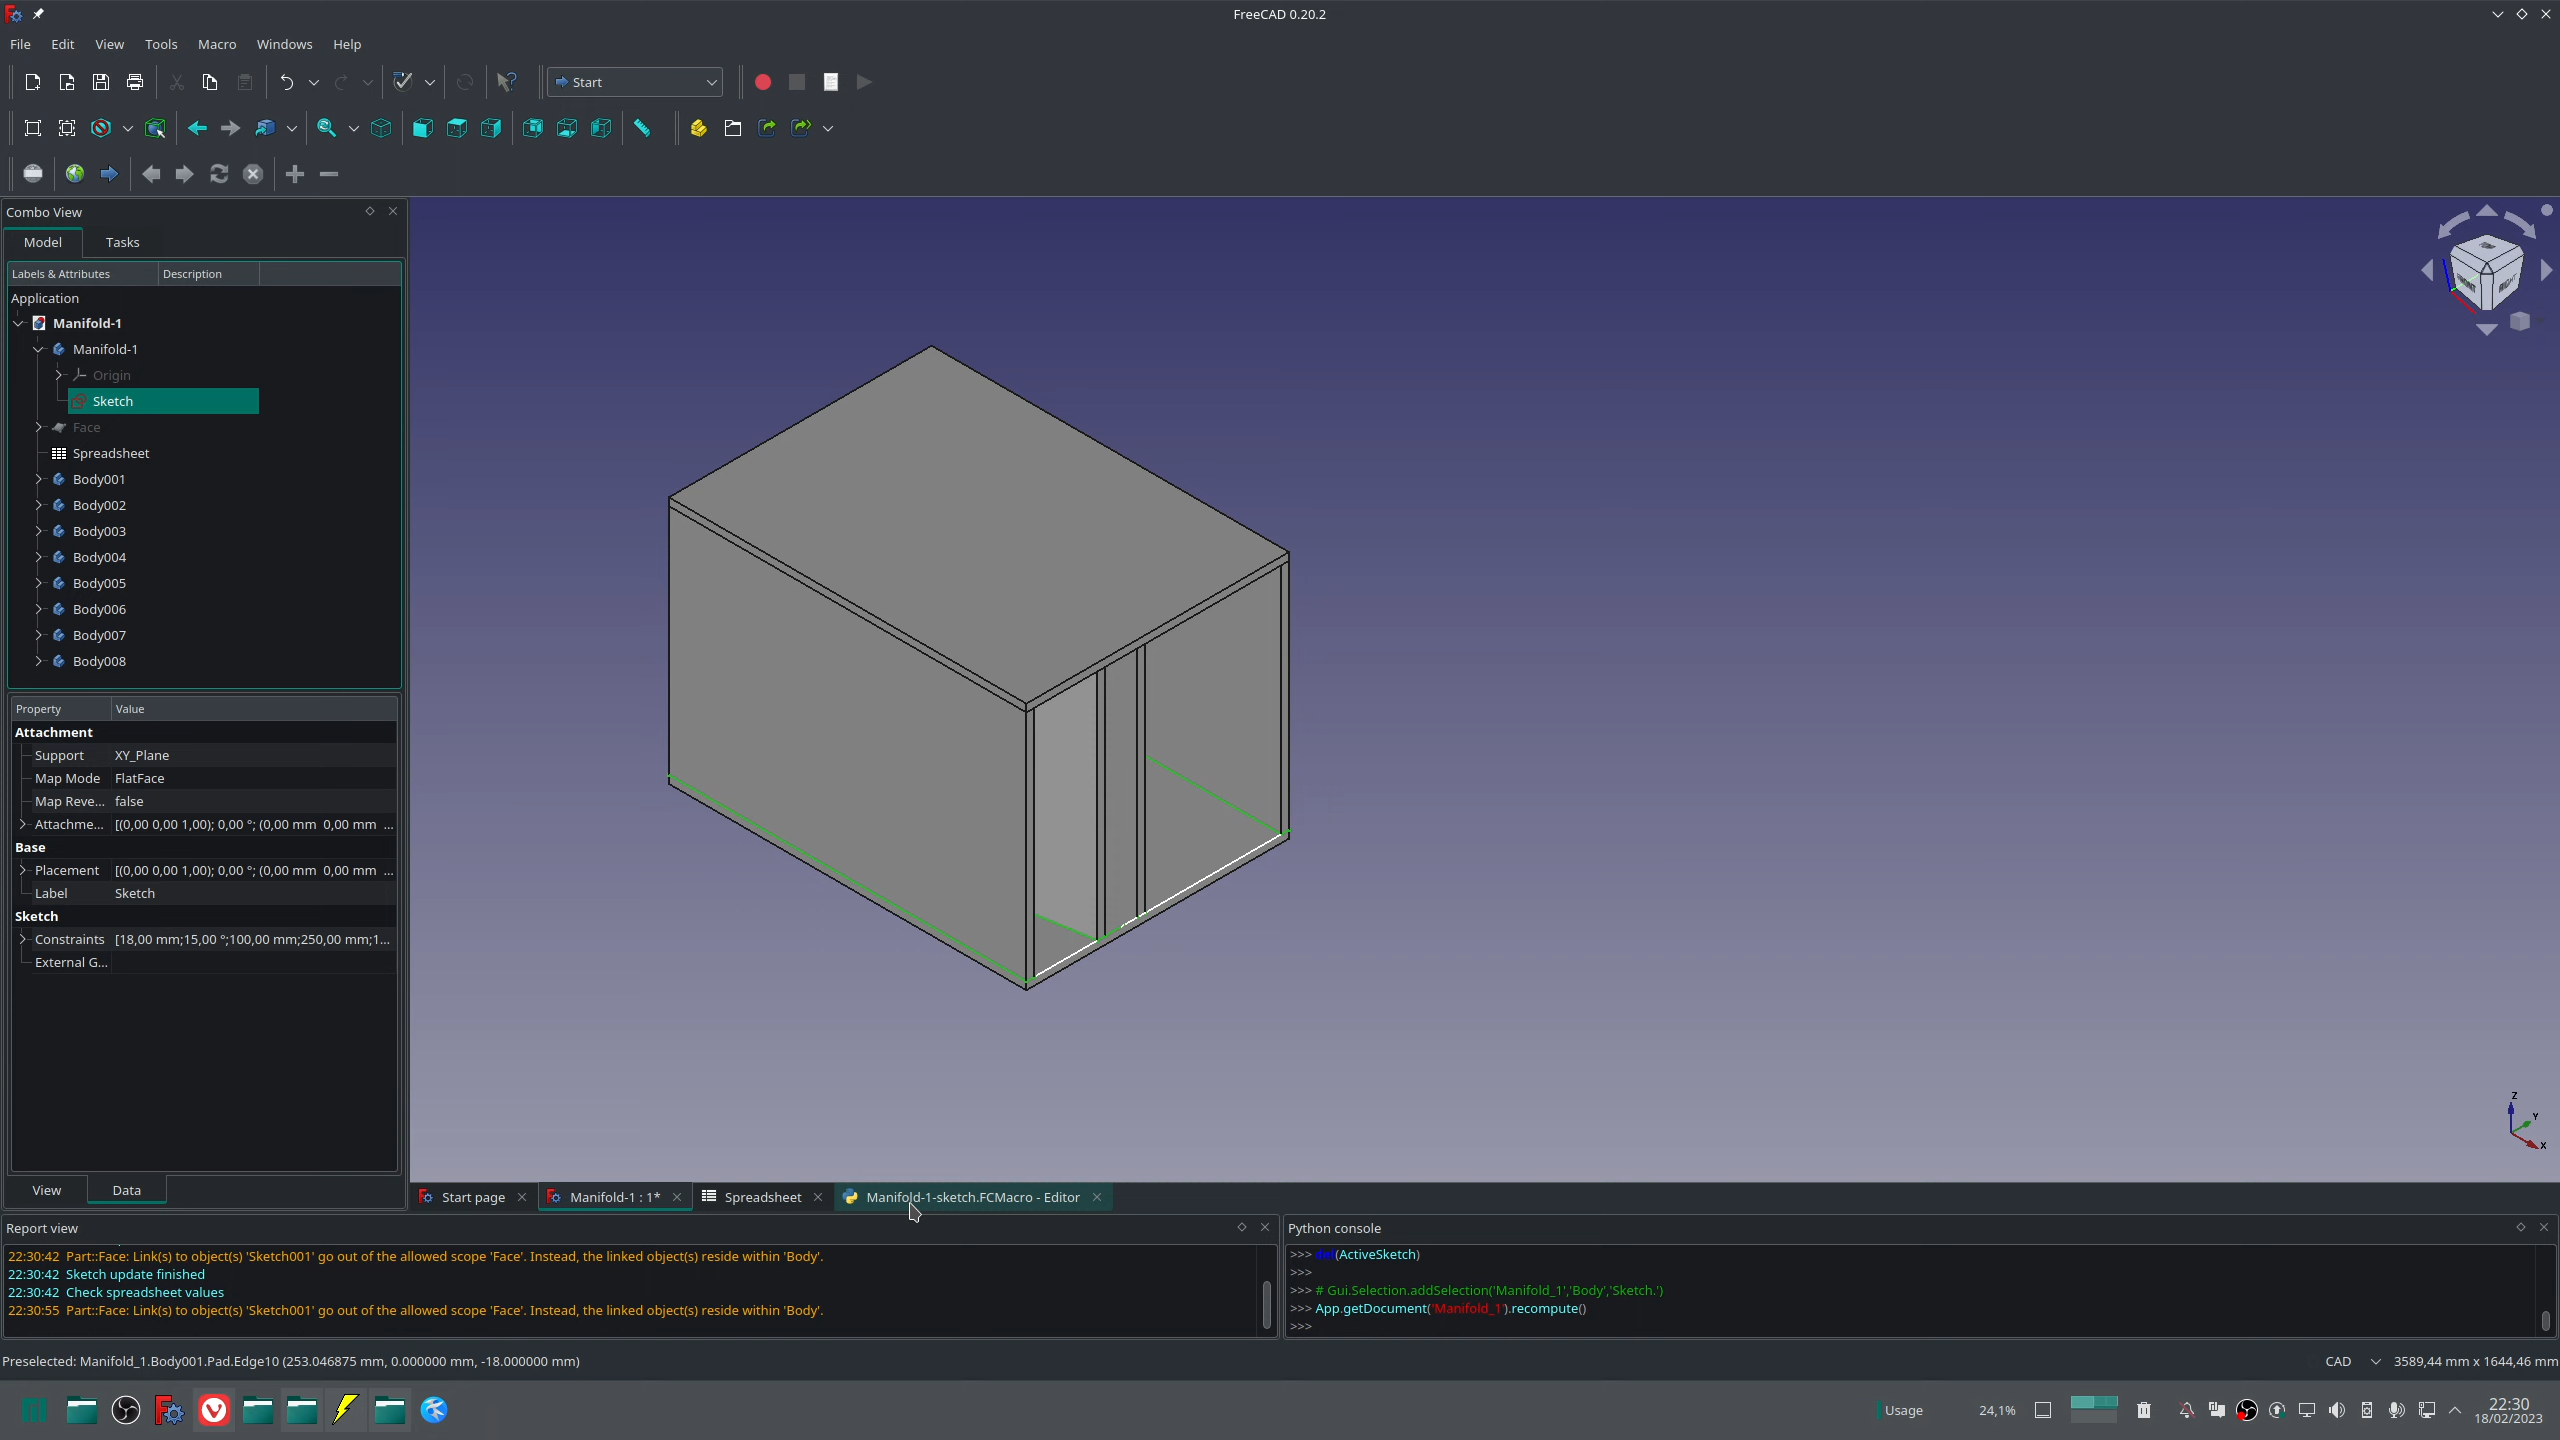 FreeCAD 0.20.2
File Edit View Tools Macro Windows Help
Start
Combo View
Model Tasks
Labels & Attributes Description
Application
Manifold-1
Manifold-1
Origin
Sketch
Face
Spreadsheet
Body001
Body002
Body003
Body004
Body005
Body006
Body007
Body008
Property Value
Attachment
Support XY_Plane
Map Mode FlatFace
Map Reve... false
Attachme... [(0,00 0,00 1,00); 0,00 °; (0,00 mm 0,00 mm ...
Base
Placement [(0,00 0,00 1,00); 0,00 °; (0,00 mm 0,00 mm ...
Label Sketch
Sketch
Constraints [18,00 mm;15,00 °;100,00 mm;250,00 mm;1...
External G...
View Data
Z
Y
X
Start page Manifold-1 : 1* Spreadsheet Manifold-1-sketch.FCMacro - Editor
Report view
22:30:42 Part::Face: Link(s) to object(s) 'Sketch001' go out of the allowed scope 'Face'. Instead, the linked object(s) reside within 'Body'.
22:30:42 Sketch update finished
22:30:42 Check spreadsheet values
22:30:55 Part::Face: Link(s) to object(s) 'Sketch001' go out of the allowed scope 'Face'. Instead, the linked object(s) reside within 'Body'.
Python console
>>> del(ActiveSketch)
>>>
>>> # Gui.Selection.addSelection('Manifold_1','Body','Sketch.')
>>> App.getDocument('Manifold_1').recompute()
>>>
Preselected: Manifold_1.Body001.Pad.Edge10 (253.046875 mm, 0.000000 mm, -18.000000 mm)
CAD 3589,44 mm x 1644,46 mm
Usage 24,1%
22:30
18/02/2023